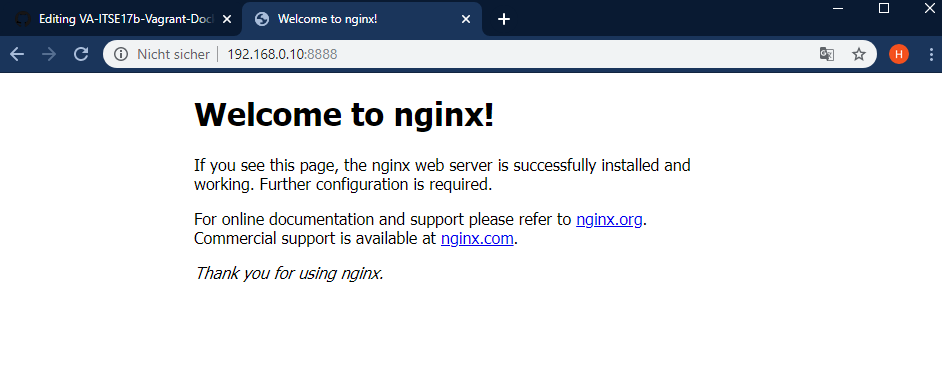 Editing VA-ITSE17b-Vagrant-Doc
Welcome to nginx!
Nicht sicher
192.168.0.10:8888
H
Welcome to nginx!
If you see this page, the nginx web server is successfully installed and
working. Further configuration is required.
For online documentation and support please refer to nginx.org.
Commercial support is available at nginx.com.
Thank you for using nginx.